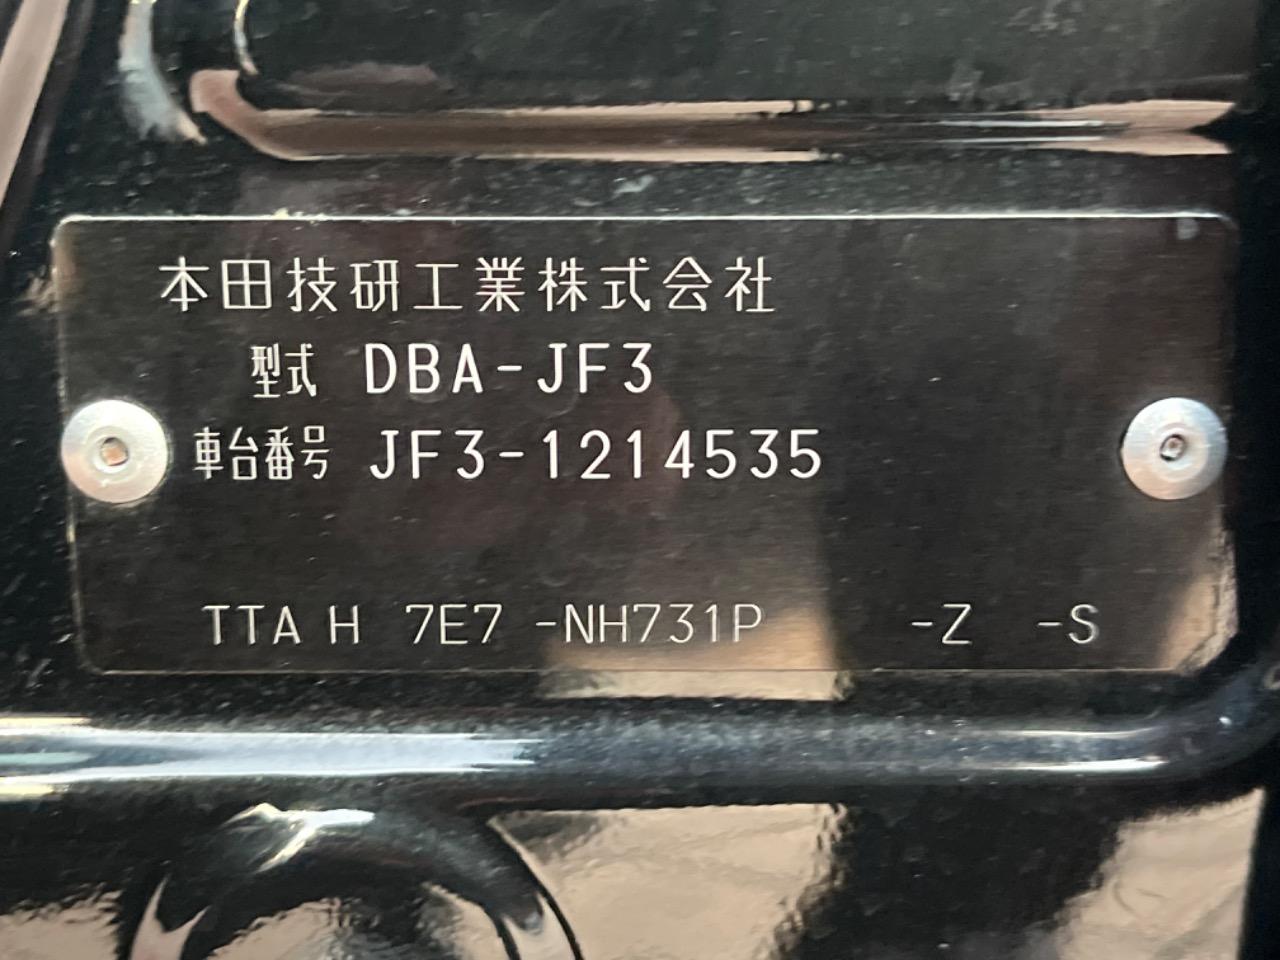 本田技研工業株式会社
型式 DBA-JF3
車台番号 JF3-1214535
TTA H 7E7 -NH731P -Z -S